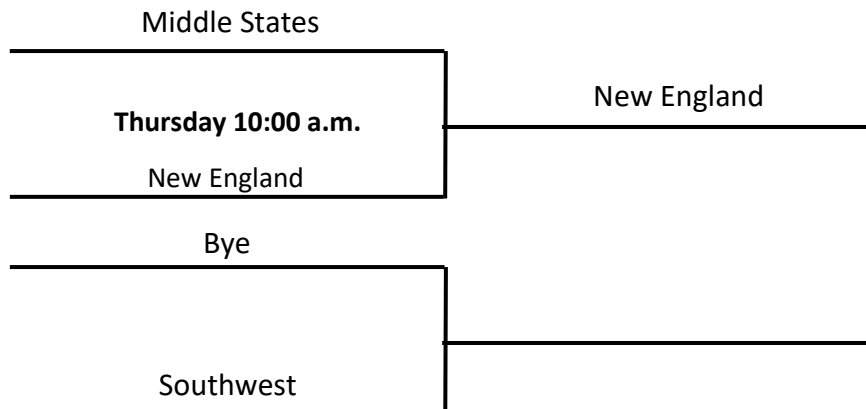 Middle States
New England
Thursday 10:00 a.m.
New England
Bye
Southwest